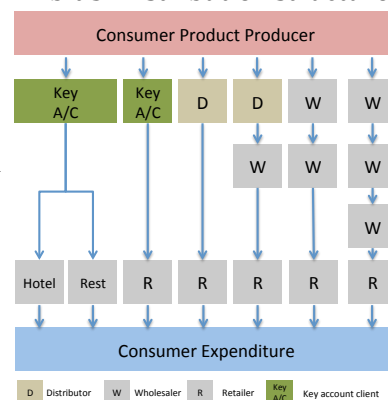 Consumer Product Producer
Key A/C Key A/C D D W W
W W W
W
Hotel Rest R R R R R
Consumer Expenditure
D Distributor W Wholesaler R Retailer Key A/C Key account client